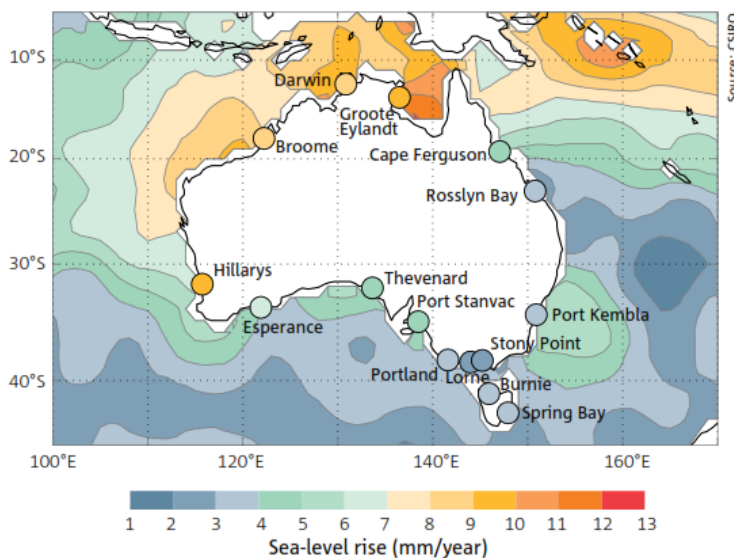 Source: CSIRO
10°S
20°S
30°S
40°S
Darwin
Groote
Eylandt
Broome
Cape Ferguson
Rosslyn Bay
Hillarys
Thevenard
Port Stanvac
Esperance
Port Kembla
Stony Point
Portland
Lorne
Burnie
Spring Bay
100°E 120°E 140°E 160°E
1 2 3 4 5 6 7 8 9 10 11 12 13
Sea-level rise (mm/year)